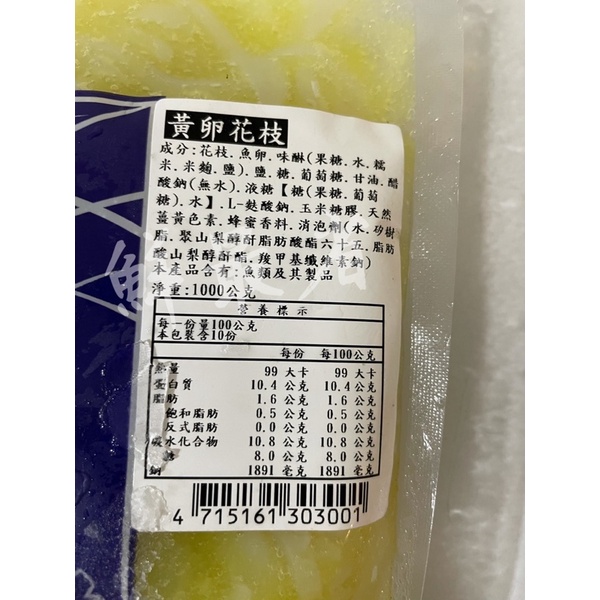 黃卵花枝
成分:花枝.魚卵.味醂(果糖.水.糯
米.米麴.鹽).鹽.糖.葡萄糖.甘油.醋
酸鈉(無水).液糖【糖(果糖.葡萄
糖).水】.L-麩酸鈉.玉米糖膠.天然
薑黃色素.蜂蜜香料.消泡劑(水.矽樹
脂.聚山梨醇酐脂肪酸酯六十五.脂肪
酸山梨醇酐酯.羧甲基纖維素鈉)
本產品含有:魚類及其製品
淨重:1000公克
營養標示
每一份量100公克
本包裝含10份
每份 每100公克
熱量 99 大卡 99 大卡
蛋白質 10.4 公克 10.4 公克
脂肪 1.6 公克 1.6 公克
飽和脂肪 0.5 公克 0.5 公克
反式脂肪 0.0 公克 0.0 公克
碳水化合物 10.8 公克 10.8 公克
糖 8.0 公克 8.0 公克
鈉 1891 毫克 1891 毫克
4 715161 303001